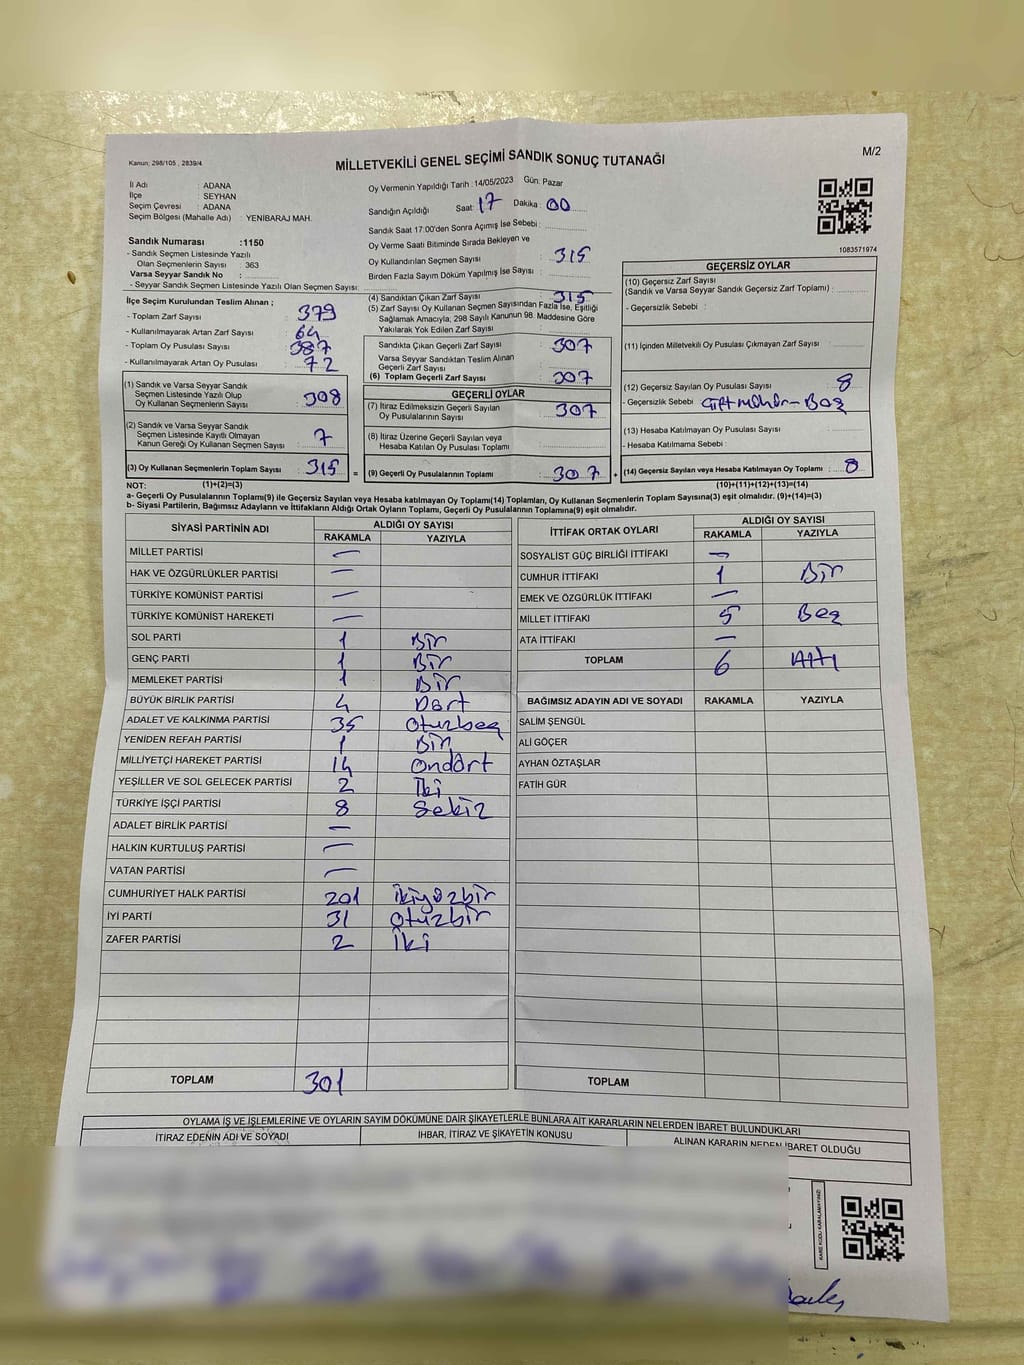 Kanun; 298/105 , 2839/4
MİLLETVEKİLİ GENEL SEÇİMİ SANDIK SONUÇ TUTANAĞI
M/2
İl Adı : ADANA
İlçe : SEYHAN
Seçim Çevresi : ADANA
Seçim Bölgesi (Mahalle Adı) : YENİBARAJ MAH.
Sandık Numarası :1150
- Sandık Seçmen Listesinde Yazılı
Olan Seçmenlerin Sayısı : 363
Varsa Seyyar Sandık No :
- Seyyar Sandık Seçmen Listesinde Yazılı Olan Seçmen Sayısı:
Oy Vermenin Yapıldığı Tarih : 14/05/2023 Gün: Pazar
Sandığın Açıldığı Saat: 17 Dakika: 00
Sandık Saat 17:00'den Sonra Açımış İse Sebebi :
Oy Verme Saati Bitiminde Sırada Bekleyen ve
Oy Kullandırılan Seçmen Sayısı : 315
Birden Fazla Sayım Döküm Yapılmış İse Sayısı :
1083571974
İlçe Seçim Kurulundan Teslim Alınan ;
- Toplam Zarf Sayısı : 379
- Kullanılmayarak Artan Zarf Sayısı : 64
- Toplam Oy Pusulası Sayısı : 387
- Kullanılmayarak Artan Oy Pusulası : 72
(1) Sandık ve Varsa Seyyar Sandık
Seçmen Listesinde Yazılı Olup
Oy Kullanan Seçmenlerin Sayısı : 308
(2) Sandık ve Varsa Seyyar Sandık
Seçmen Listesinde Kayıtlı Olmayan
Kanun Gereği Oy Kullanan Seçmen Sayısı : 7
(3) Oy Kullanan Seçmenlerin Toplam Sayısı : 315
(4) Sandıktan Çıkan Zarf Sayısı : 315
(5) Zarf Sayısı Oy Kullanan Seçmen Sayısından Fazla İse, Eşitliği
Sağlamak Amacıyla; 298 Sayılı Kanunun 98. Maddesine Göre
Yakılarak Yok Edilen Zarf Sayısı :
Sandıkta Çıkan Geçerli Zarf Sayısı : 307
Varsa Seyyar Sandıktan Teslim Alınan
Geçerli Zarf Sayısı :
(6) Toplam Geçerli Zarf Sayısı : 307
GEÇERLİ OYLAR
(7) İtiraz Edilmeksizin Geçerli Sayılan
Oy Pusulalarının Sayısı : 307
(8) İtiraz Üzerine Geçerli Sayılan veya
Hesaba Katılan Oy Pusulası Toplamı :
= (9) Geçerli Oy Pusulalarının Toplamı : 307 +
GEÇERSİZ OYLAR
(10) Geçersiz Zarf Sayısı
(Sandık ve Varsa Seyyar Sandık Geçersiz Zarf Toplamı) :
- Geçersizlik Sebebi :
(11) İçinden Milletvekili Oy Pusulası Çıkmayan Zarf Sayısı :
(12) Geçersiz Sayılan Oy Pusulası Sayısı : 8
- Geçersizlik Sebebi : Çift mühür - Boş
(13) Hesaba Katılmayan Oy Pusulası Sayısı :
- Hesaba Katılmama Sebebi :
(14) Geçersiz Sayılan veya Hesaba Katılmayan Oy Toplamı : 8
NOT: (1)+(2)=(3) (10)+(11)+(12)+(13)=(14)
a- Geçerli Oy Pusulalarının Toplamı(9) ile Geçersiz Sayılan veya Hesaba katılmayan Oy Toplamı(14) Toplamları, Oy Kullanan Seçmenlerin Toplam Sayısına(3) eşit olmalıdır. (9)+(14)=(3)
b- Siyasi Partilerin, Bağımsız Adayların ve İttifakların Aldığı Ortak Oyların Toplamı, Geçerli Oy Pusulalarının Toplamına(9) eşit olmalıdır.
SİYASİ PARTİNİN ADI ALDIĞI OY SAYISI
RAKAMLA YAZIYLA
MİLLET PARTİSİ —
HAK VE ÖZGÜRLÜKLER PARTİSİ —
TÜRKİYE KOMÜNİST PARTİSİ —
TÜRKİYE KOMÜNİST HAREKETİ —
SOL PARTİ 1 Bir
GENÇ PARTİ 1 Bir
MEMLEKET PARTİSİ 1 Bir
BÜYÜK BİRLİK PARTİSİ 4 Dört
ADALET VE KALKINMA PARTİSİ 35 Otuzbeş
YENİDEN REFAH PARTİSİ 1 Bir
MİLLİYETÇİ HAREKET PARTİSİ 14 Ondört
YEŞİLLER VE SOL GELECEK PARTİSİ 2 İki
TÜRKİYE İŞÇİ PARTİSİ 8 Sekiz
ADALET BİRLİK PARTİSİ —
HALKIN KURTULUŞ PARTİSİ —
VATAN PARTİSİ —
CUMHURİYET HALK PARTİSİ 201 ikiyüzbir
İYİ PARTİ 31 Otuzbir
ZAFER PARTİSİ 2 İki
TOPLAM 301
İTTİFAK ORTAK OYLARI ALDIĞI OY SAYISI
RAKAMLA YAZIYLA
SOSYALİST GÜÇ BİRLİĞİ İTTİFAKI —
CUMHUR İTTİFAKI 1 Bir
EMEK VE ÖZGÜRLÜK İTTİFAKI —
MİLLET İTTİFAKI 5 Beş
ATA İTTİFAKI —
TOPLAM 6 Altı
BAĞIMSIZ ADAYIN ADI VE SOYADI RAKAMLA YAZIYLA
SALİM ŞENGÜL
ALİ GÖÇER
AYHAN ÖZTAŞLAR
FATİH GÜR
TOPLAM
OYLAMA İŞ VE İŞLEMLERİNE VE OYLARIN SAYIM DÖKÜMÜNE DAİR ŞİKAYETLERLE BUNLARA AİT KARARLARIN NELERDEN İBARET BULUNDUKLARI
İTİRAZ EDENİN ADI VE SOYADI İHBAR, İTİRAZ VE ŞİKAYETİN KONUSU ALINAN KARARIN NEDEN İBARET OLDUĞU
KARE KODU KARALAMAYINIZ!